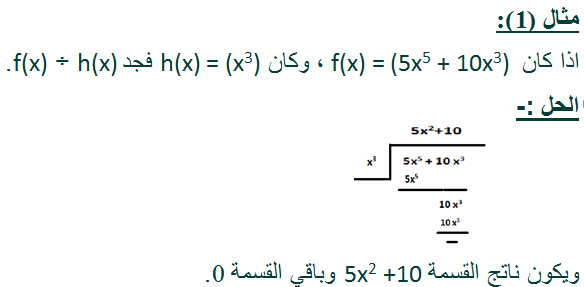 مثال (1):
اذا كان f(x) = (5x⁵ + 10x³) ، وكان h(x) = (x³) فجد f(x) ÷ h(x).
الحل :-
5x²+10
x³ 5x⁵ + 10 x³
5x⁵
10 x³
10 x³
ويكون ناتج القسمة 5x² +10 وباقي القسمة 0.